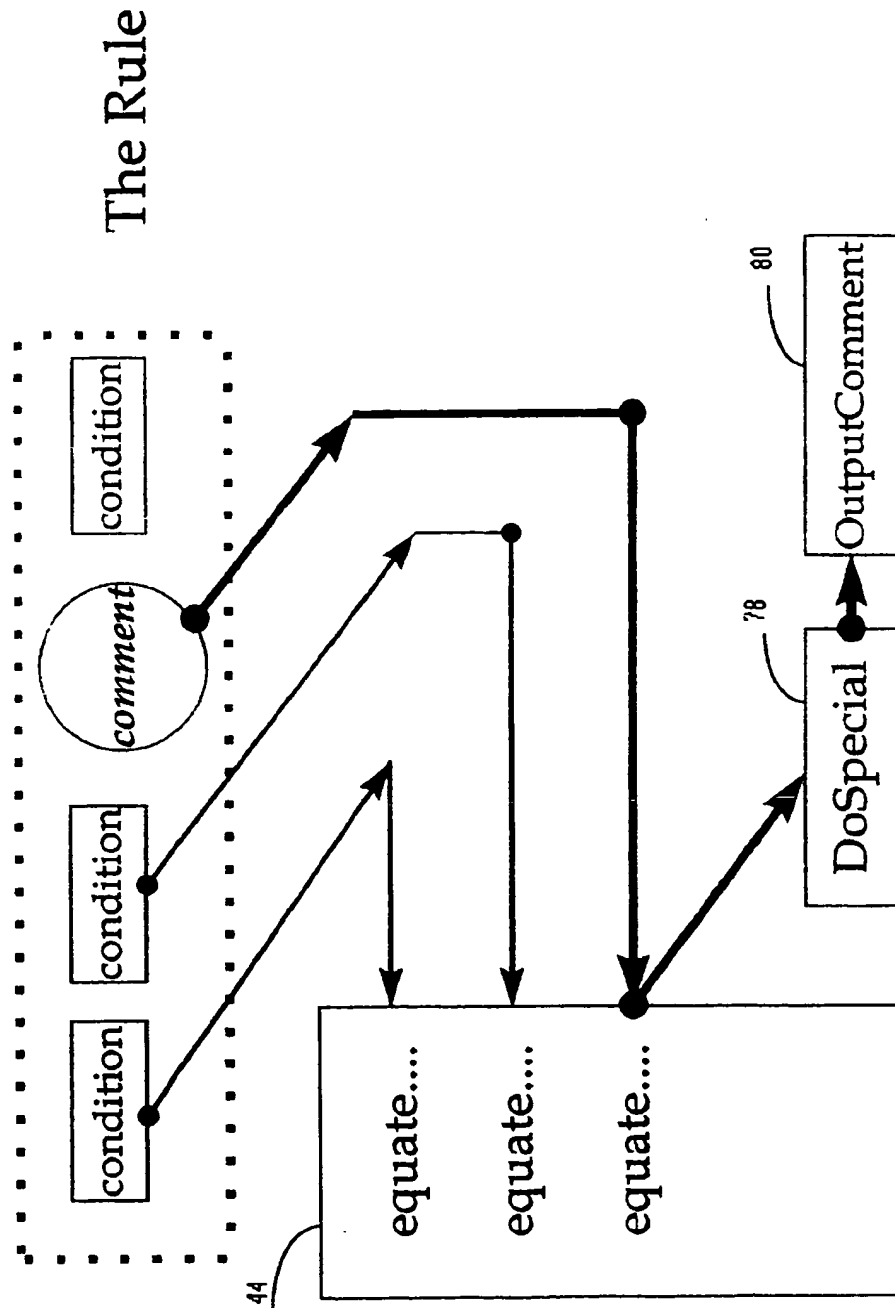 The Rule
condition
condition
comment
condition
44
equate....
equate....
equate....
78
DoSpecial
80
OutputComment